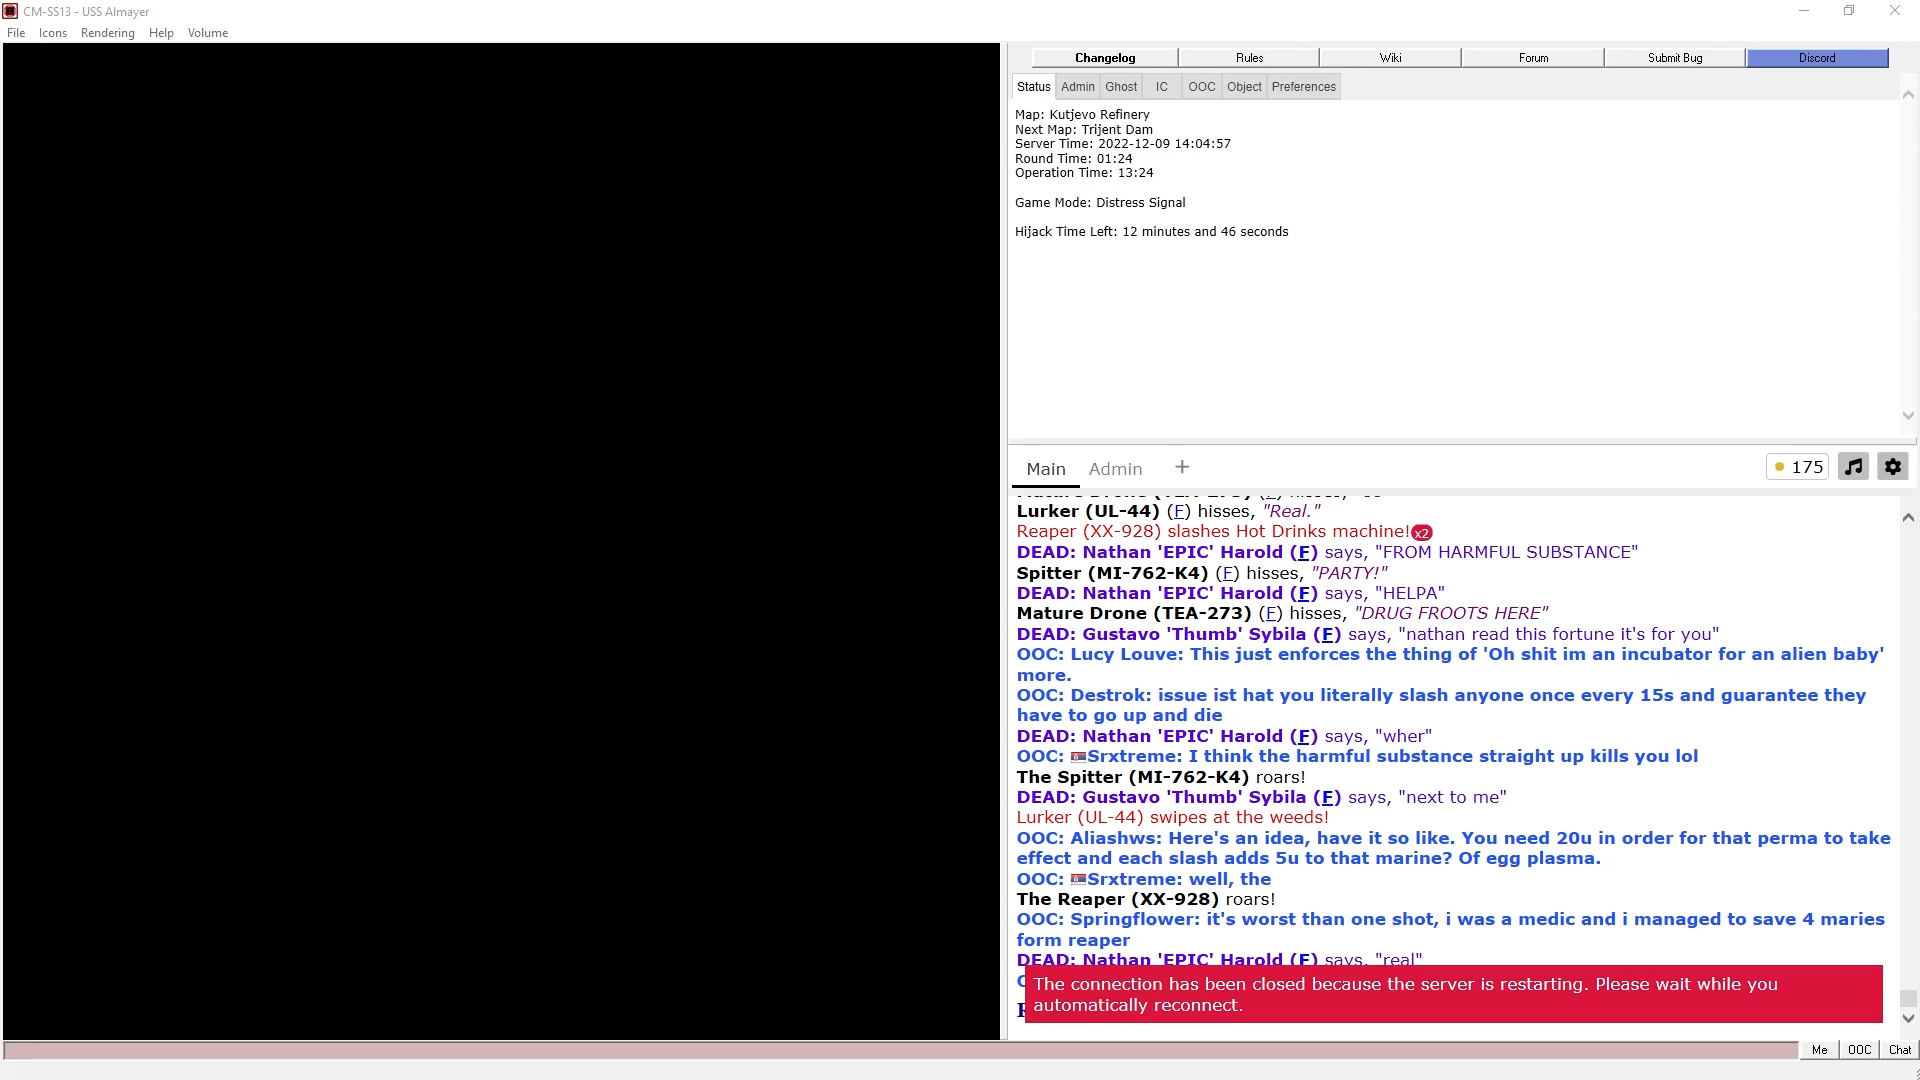 CM-SS13 - USS Almayer
File Icons Rendering Help Volume
Changelog Rules Wiki Forum Submit Bug Discord
Status Admin Ghost IC OOC Object Preferences
Map: Kutjevo Refinery
Next Map: Trijent Dam
Server Time: 2022-12-09 14:04:57
Round Time: 01:24
Operation Time: 13:24
Game Mode: Distress Signal
Hijack Time Left: 12 minutes and 46 seconds
Main Admin + 175
Lurker (UL-44) (F) hisses, "Real."
Reaper (XX-928) slashes Hot Drinks machine! x2
DEAD: Nathan 'EPIC' Harold (F) says, "FROM HARMFUL SUBSTANCE"
Spitter (MI-762-K4) (F) hisses, "PARTY!"
DEAD: Nathan 'EPIC' Harold (F) says, "HELPA"
Mature Drone (TEA-273) (F) hisses, "DRUG FROOTS HERE"
DEAD: Gustavo 'Thumb' Sybila (F) says, "nathan read this fortune it's for you"
OOC: Lucy Louve: This just enforces the thing of 'Oh shit im an incubator for an alien baby'
more.
OOC: Destrok: issue ist hat you literally slash anyone once every 15s and guarantee they
have to go up and die
DEAD: Nathan 'EPIC' Harold (F) says, "wher"
OOC: Srxtreme: I think the harmful substance straight up kills you lol
The Spitter (MI-762-K4) roars!
DEAD: Gustavo 'Thumb' Sybila (F) says, "next to me"
Lurker (UL-44) swipes at the weeds!
OOC: Aliashws: Here's an idea, have it so like. You need 20u in order for that perma to take
effect and each slash adds 5u to that marine? Of egg plasma.
OOC: Srxtreme: well, the
The Reaper (XX-928) roars!
OOC: Springflower: it's worst than one shot, i was a medic and i managed to save 4 maries
form reaper
DEAD: Nathan 'EPIC' Harold (F) says, "real"
The connection has been closed because the server is restarting. Please wait while you
automatically reconnect.
Me OOC Chat